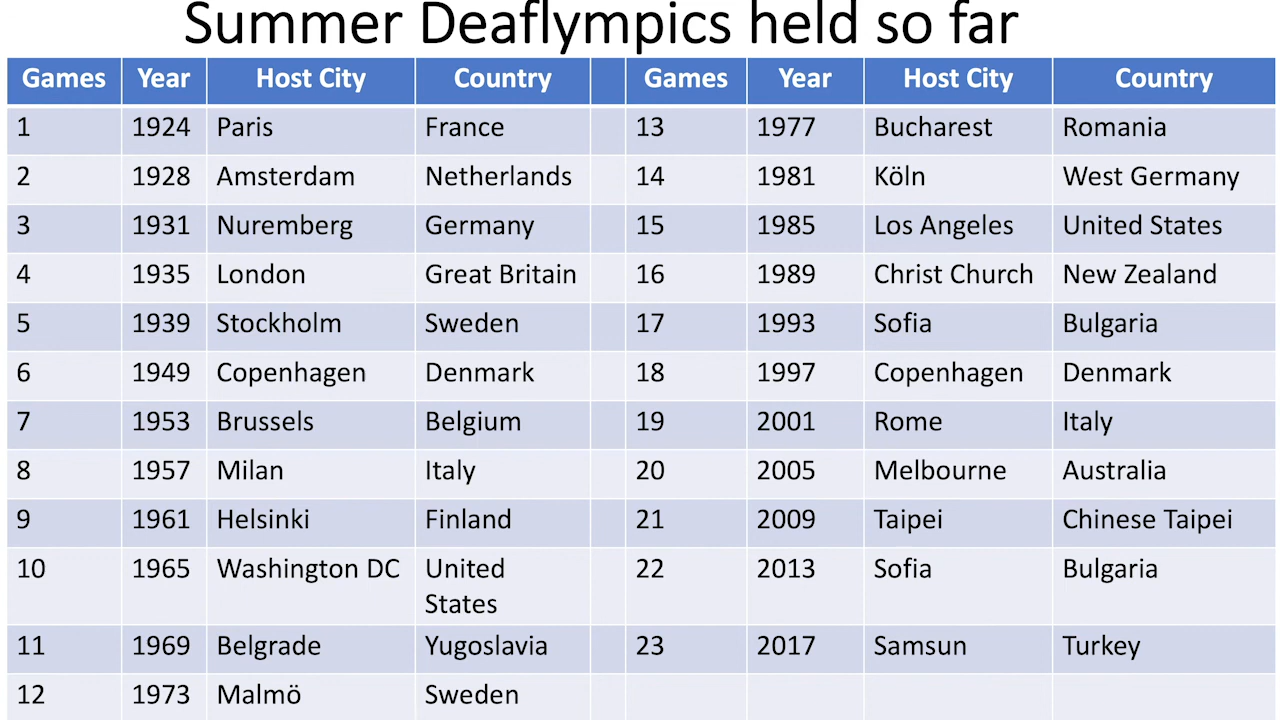 Summer Deaflympics held so far
Games Year Host City Country Games Year Host City Country
1 1924 Paris France 13 1977 Bucharest Romania
2 1928 Amsterdam Netherlands 14 1981 Köln West Germany
3 1931 Nuremberg Germany 15 1985 Los Angeles United States
4 1935 London Great Britain 16 1989 Christ Church New Zealand
5 1939 Stockholm Sweden 17 1993 Sofia Bulgaria
6 1949 Copenhagen Denmark 18 1997 Copenhagen Denmark
7 1953 Brussels Belgium 19 2001 Rome Italy
8 1957 Milan Italy 20 2005 Melbourne Australia
9 1961 Helsinki Finland 21 2009 Taipei Chinese Taipei
10 1965 Washington DC United 22 2013 Sofia Bulgaria
States
11 1969 Belgrade Yugoslavia 23 2017 Samsun Turkey
12 1973 Malmö Sweden